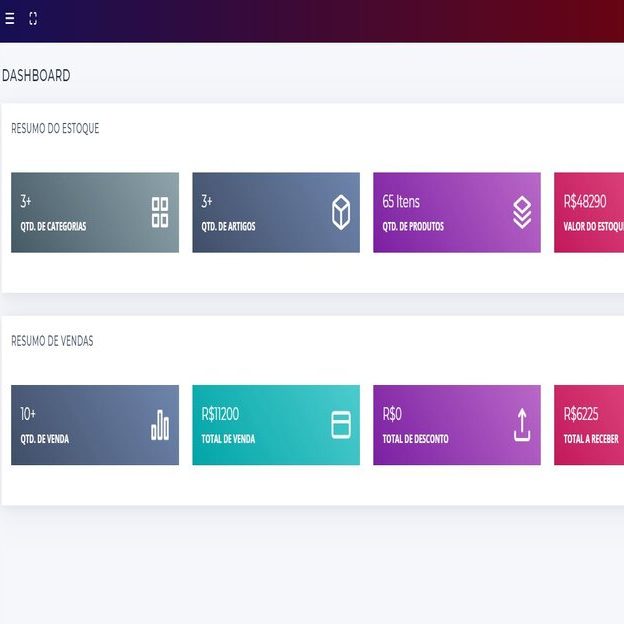 DASHBOARD
RESUMO DO ESTOQUE
3+
QTD. DE CATEGORIAS
3+
QTD. DE ARTIGOS
65 Itens
QTD. DE PRODUTOS
R$48290
VALOR DO ESTOQU
RESUMO DE VENDAS
10+
QTD. DE VENDA
R$11200
TOTAL DE VENDA
R$0
TOTAL DE DESCONTO
R$6225
TOTAL A RECEBER